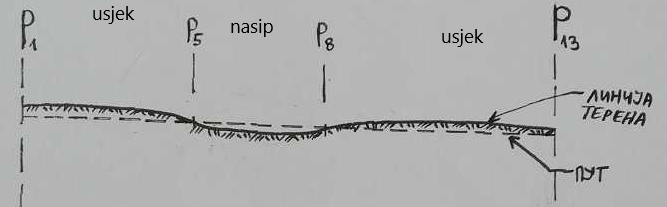 usjek
nasip
usjek
P1
P5
P8
P13
ЛИНИЈА
ТЕРЕНА
ПУТ